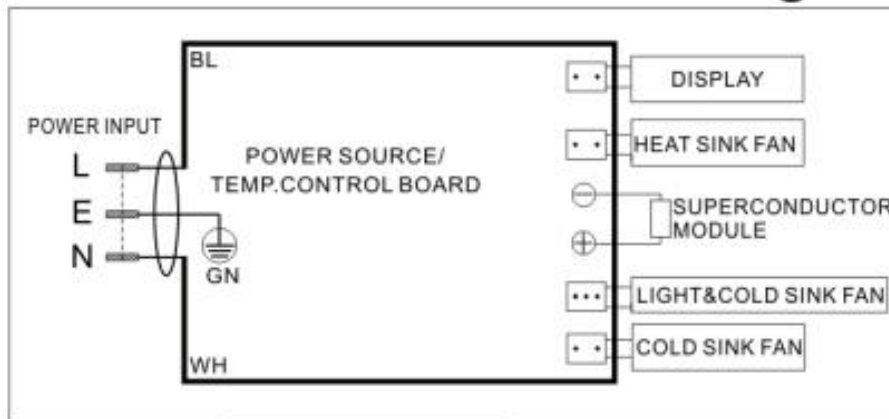 BL
DISPLAY
POWER INPUT
L
E
N
POWER SOURCE/
TEMP.CONTROL BOARD
GN
HEAT SINK FAN
SUPERCONDUCTOR
MODULE
LIGHT&COLD SINK FAN
COLD SINK FAN
WH